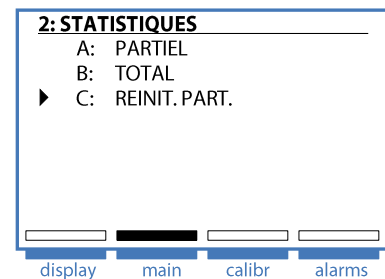 2: STATISTIQUES
A: PARTIEL
B: TOTAL
C: REINIT. PART.
display main calibr alarms